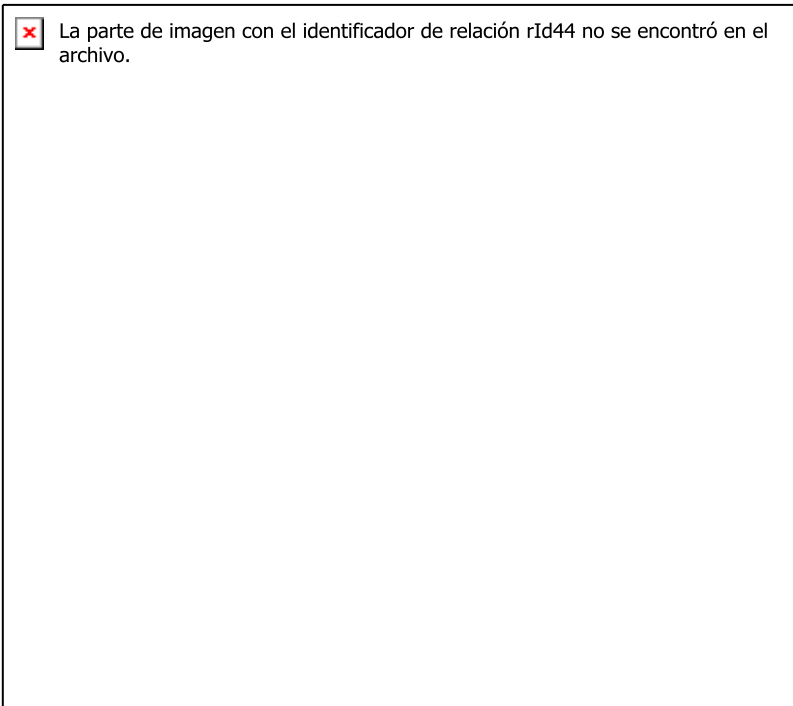 La parte de imagen con el identificador de relación rId44 no se encontró en el
archivo.